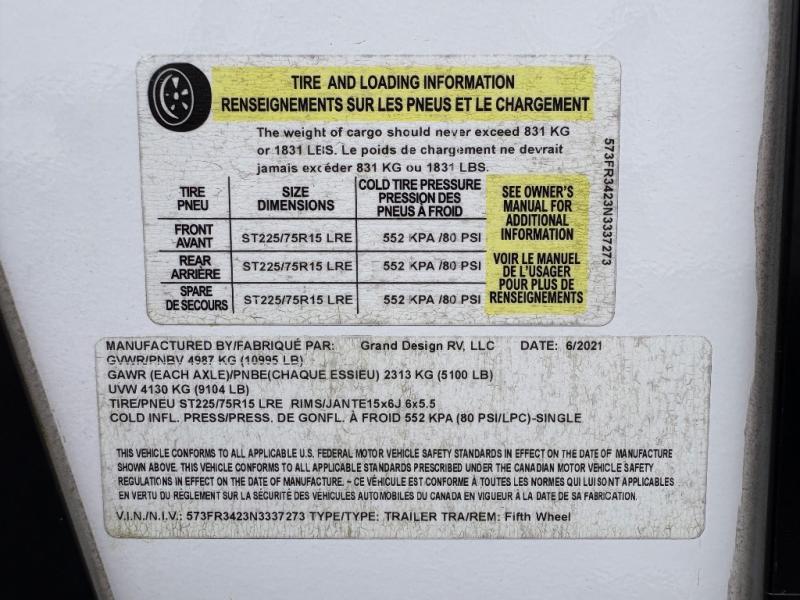 TIRE AND LOADING INFORMATION
RENSEIGNEMENTS SUR LES PNEUS ET LE CHARGEMENT
The weight of cargo should never exceed 831 KG
or 1831 LBS. Le poids de chargement ne devrait
jamais excéder 831 KG ou 1831 LBS.
TIRE PNEU SIZE DIMENSIONS COLD TIRE PRESSURE PRESSION DES PNEUS À FROID
FRONT AVANT ST225/75R15 LRE 552 KPA /80 PSI
REAR ARRIÈRE ST225/75R15 LRE 552 KPA /80 PSI
SPARE DE SECOURS ST225/75R15 LRE 552 KPA /80 PSI
SEE OWNER'S
MANUAL FOR
ADDITIONAL
INFORMATION
VOIR LE MANUEL
DE L'USAGER
POUR PLUS DE
RENSEIGNEMENTS
573FR3423N3337273
MANUFACTURED BY/FABRIQUÉ PAR: Grand Design RV, LLC DATE: 6/2021
GVWR/PNBV 4987 KG (10995 LB)
GAWR (EACH AXLE)/PNBE(CHAQUE ESSIEU) 2313 KG (5100 LB)
UVW 4130 KG (9104 LB)
TIRE/PNEU ST225/75R15 LRE RIMS/JANTE15x6J 6x5.5
COLD INFL. PRESS/PRESS. DE GONFL. À FROID 552 KPA (80 PSI/LPC)-SINGLE
THIS VEHICLE CONFORMS TO ALL APPLICABLE U.S. FEDERAL MOTOR VEHICLE SAFETY STANDARDS IN EFFECT ON THE DATE OF MANUFACTURE
SHOWN ABOVE. THIS VEHICLE CONFORMS TO ALL APPLICABLE STANDARDS PRESCRIBED UNDER THE CANADIAN MOTOR VEHICLE SAFETY
REGULATIONS IN EFFECT ON THE DATE OF MANUFACTURE. – CE VÉHICULE EST CONFORME À TOUTES LES NORMES QUI LUI SONT APPLICABLES
EN VERTU DU RÈGLEMENT SUR LA SÉCURITÉ DES VÉHICULES AUTOMOBILES DU CANADA EN VIGUEUR À LA DATE DE SA FABRICATION.
V.I.N./N.I.V.: 573FR3423N3337273 TYPE/TYPE: TRAILER TRA/REM: Fifth Wheel